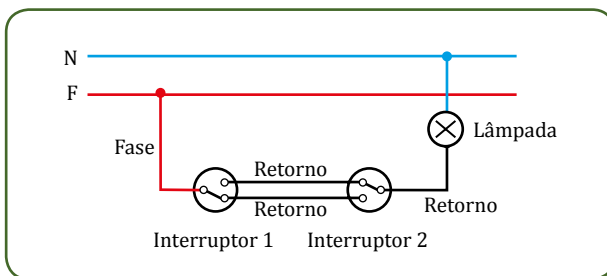 N
F
Lâmpada
Fase
Retorno
Retorno
Retorno
Interruptor 1
Interruptor 2